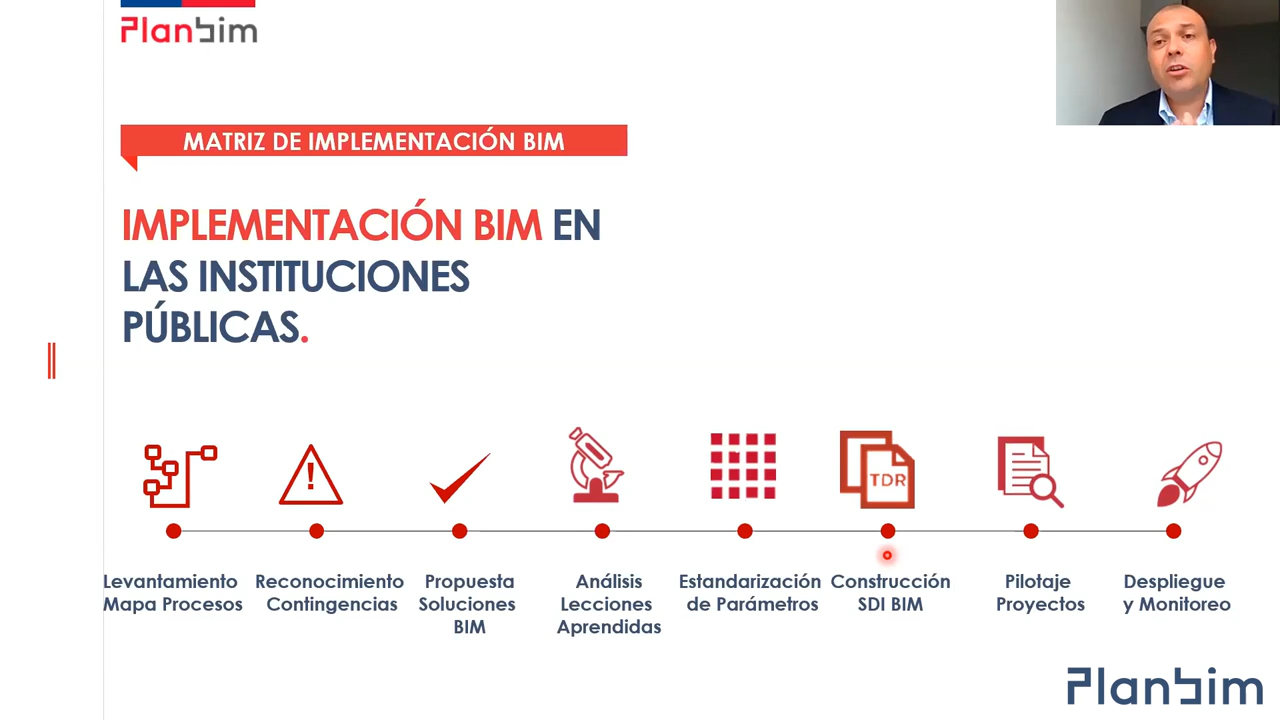 Planbim
MATRIZ DE IMPLEMENTACIÓN BIM
IMPLEMENTACIÓN BIM EN
LAS INSTITUCIONES
PÚBLICAS.
TDR
Levantamiento
Mapa Procesos
Reconocimiento
Contingencias
Propuesta
Soluciones
BIM
Análisis
Lecciones
Aprendidas
Estandarización
de Parámetros
Construcción
SDI BIM
Pilotaje
Proyectos
Despliegue
y Monitoreo
Planbim